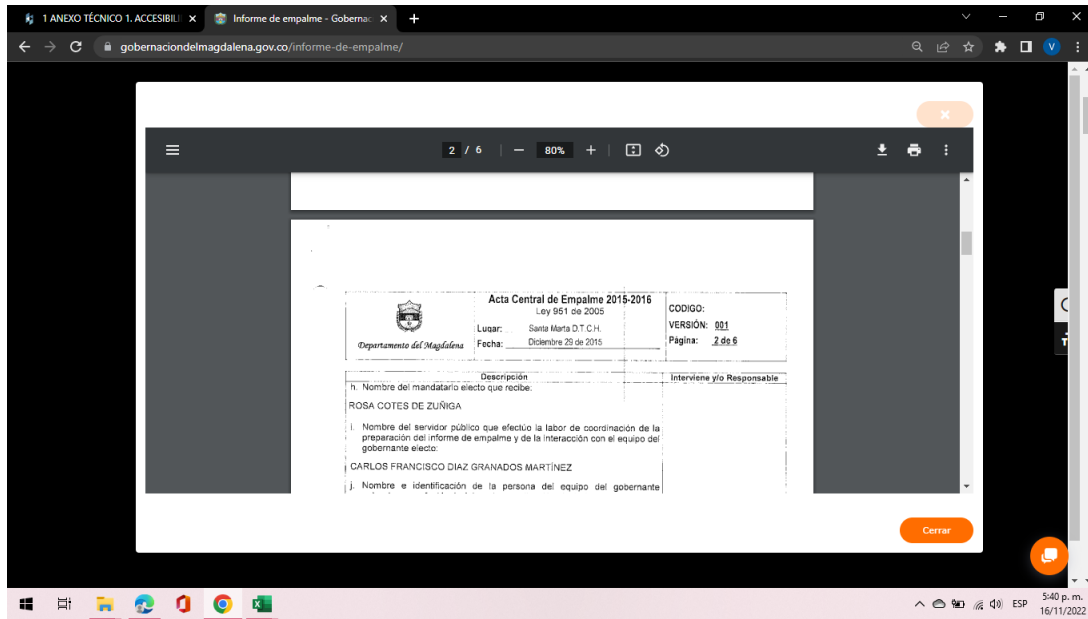 1 ANEXO TÉCNICO 1. ACCESIBILI
Informe de empalme - Gobernac
gobernaciondelmagdalena.gov.co/informe-de-empalme/
V
2 / 6
80%
Acta Central de Empalme 2015-2016
Ley 951 de 2005
Lugar: Santa Marta D.T.C.H.
Fecha: Diciembre 29 de 2015
Departamento del Magdalena
CODIGO:
VERSIÓN: 001
Página: 2 de 6
Descripción
Interviene y/o Responsable
h. Nombre del mandatario electo que recibe:
ROSA COTES DE ZUÑIGA
i. Nombre del servidor público que efectúo la labor de coordinación de la
preparación del informe de empalme y de la Interacción con el equipo del
gobernante electo:
CARLOS FRANCISCO DIAZ GRANADOS MARTÍNEZ
j. Nombre e identificación de la persona del equipo del gobernante
Cerrar
ESP
5:40 p. m.
16/11/2022